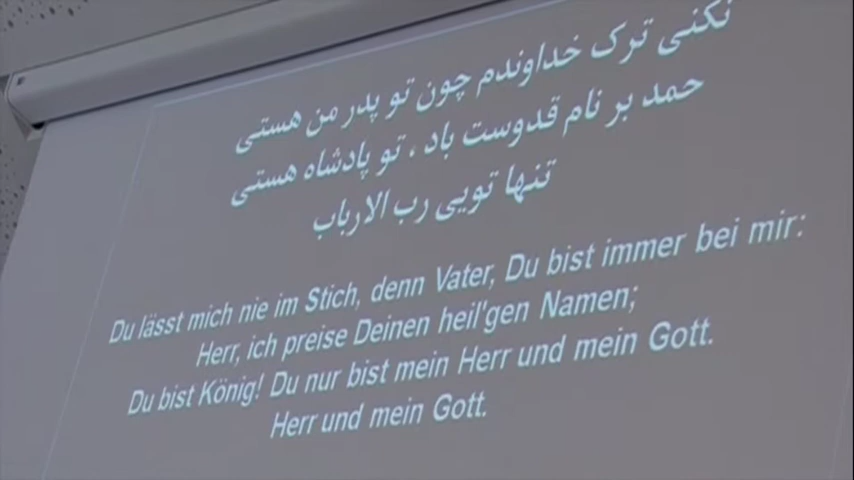 نکنی ترک خداوندم چون تو پدر من هستی
حمد بر نام قدوست باد ، تو پادشاه هستی
تنها تویی رب الارباب
Du lässt mich nie im Stich, denn Vater, Du bist immer bei mir:
Herr, ich preise Deinen heil'gen Namen;
Du bist König! Du nur bist mein Herr und mein Gott.
Herr und mein Gott.